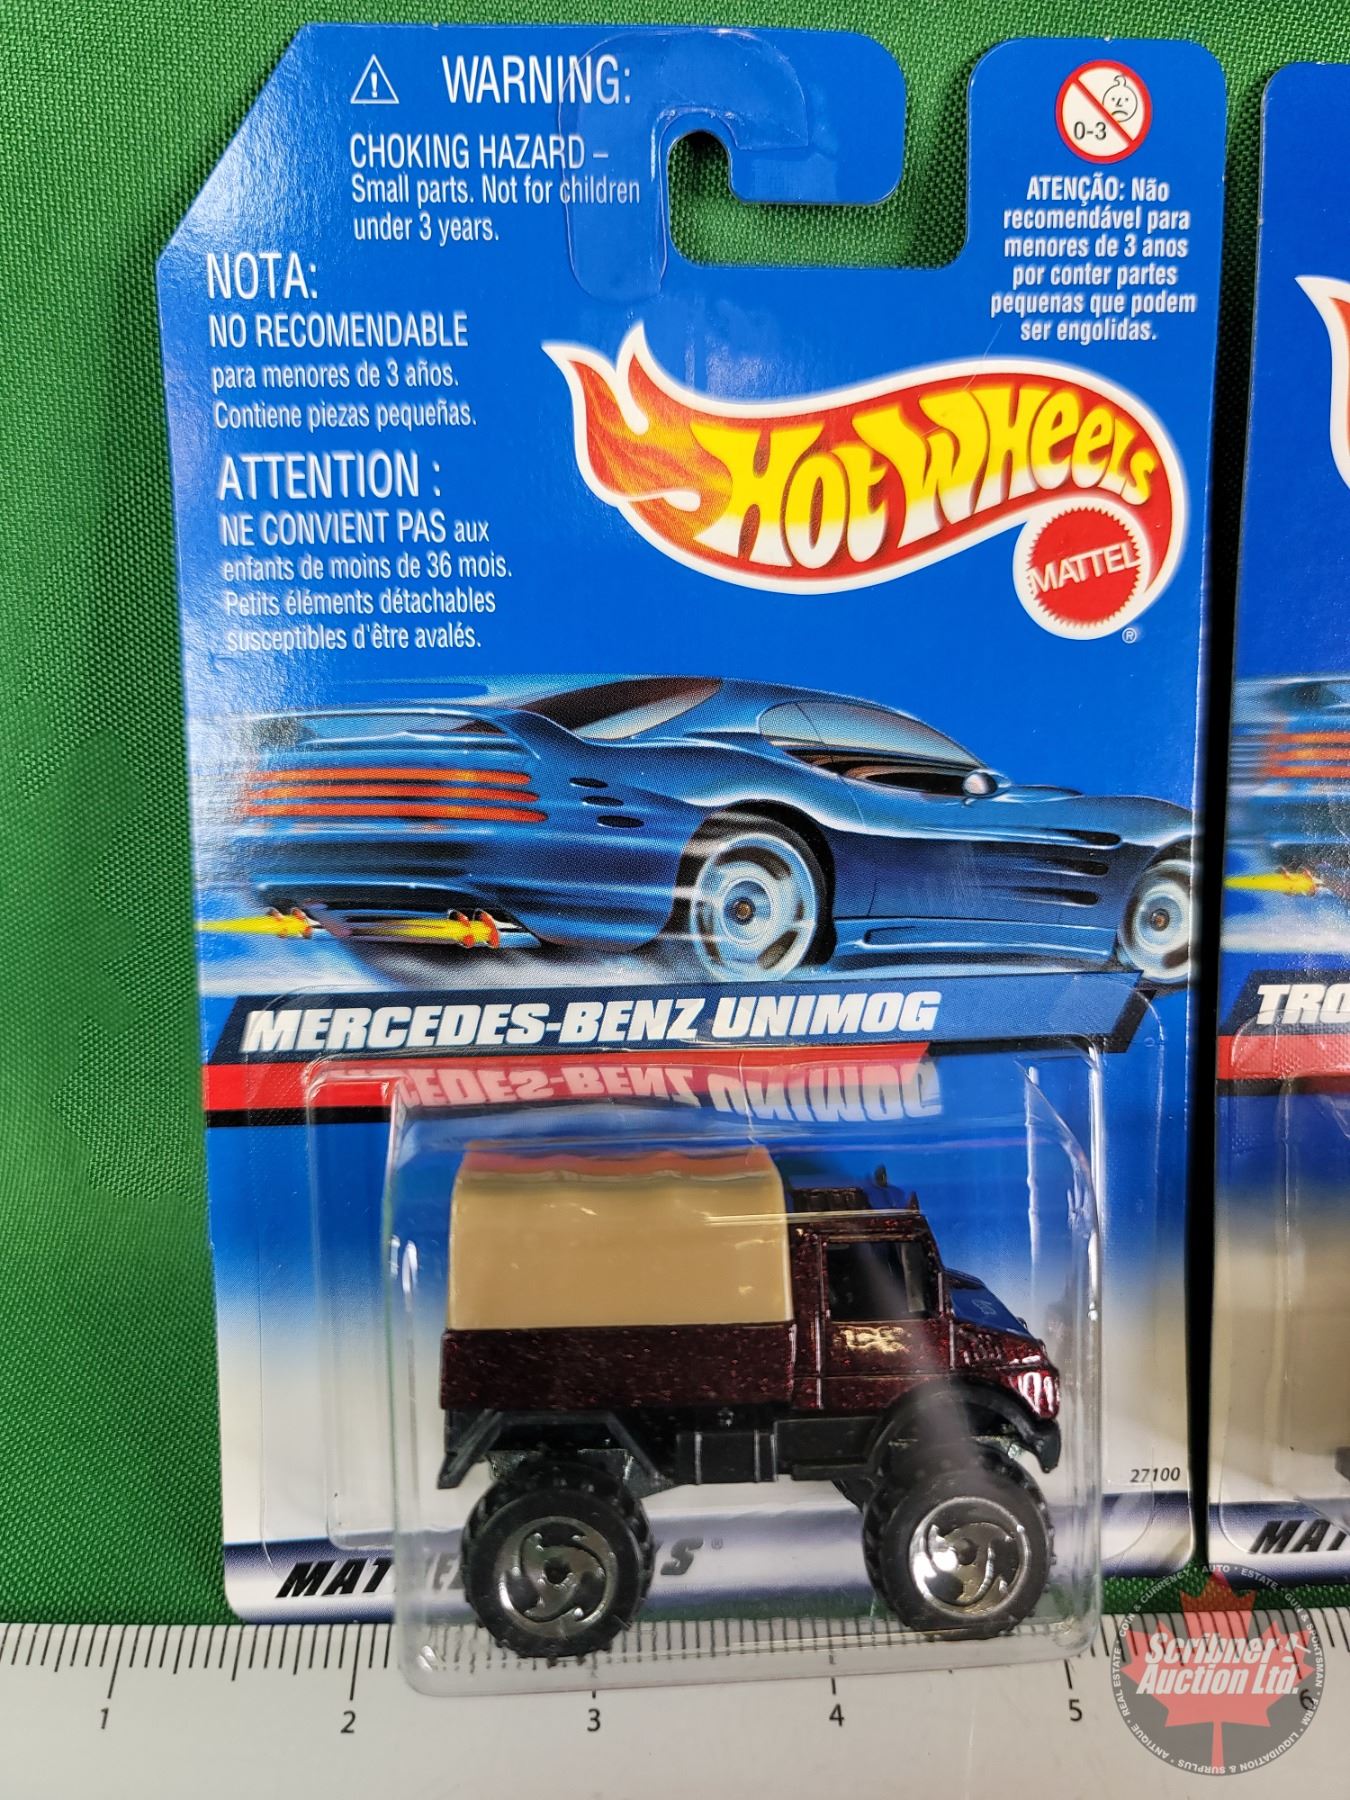 WARNING:
CHOKING HAZARD –
Small parts. Not for children
under 3 years.
NOTA:
NO RECOMENDABLE
para menores de 3 años.
Contiene piezas pequeñas.
ATTENTION :
NE CONVIENT PAS aux
enfants de moins de 36 mois.
Petits éléments détachables
susceptibles d'être avalés.
0-3
ATENÇÃO: Não
recomendável para
menores de 3 anos
por conter partes
pequenas que podem
ser engolidas.
HOT WHEELS
MATTEL
®
MERCEDES-BENZ UNIMOG
TRO
27100
MAT
S®
MAT
1 2 3 4 5 6
Scribner
Auction Ltd.